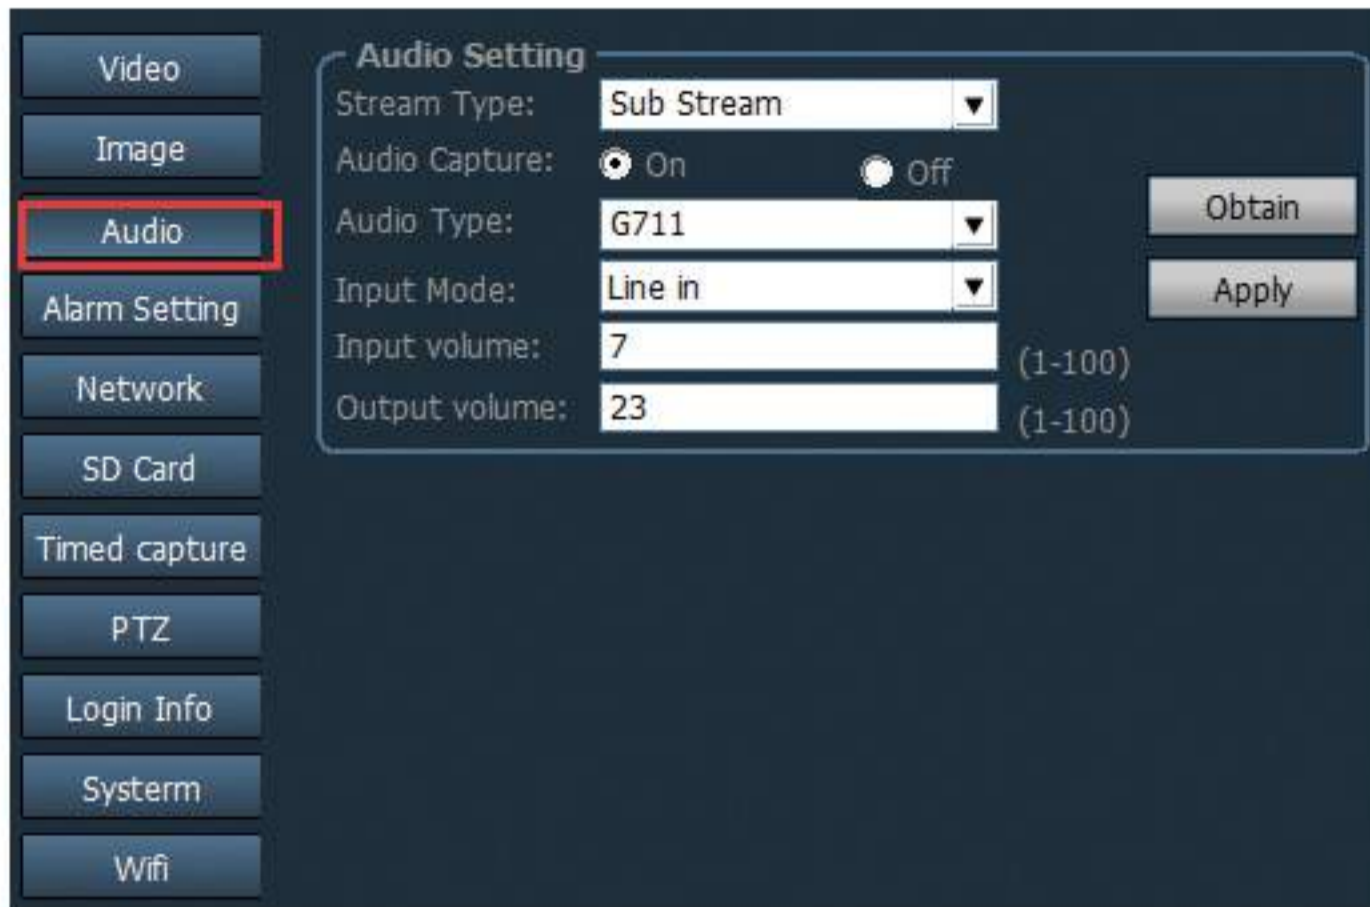 Video
Image
Audio
Alarm Setting
Network
SD Card
Timed capture
PTZ
Login Info
Systerm
Wifi
Audio Setting
Stream Type: Sub Stream
Audio Capture: On Off
Audio Type: G711
Input Mode: Line in
Input volume: 7 (1-100)
Output volume: 23 (1-100)
Obtain
Apply